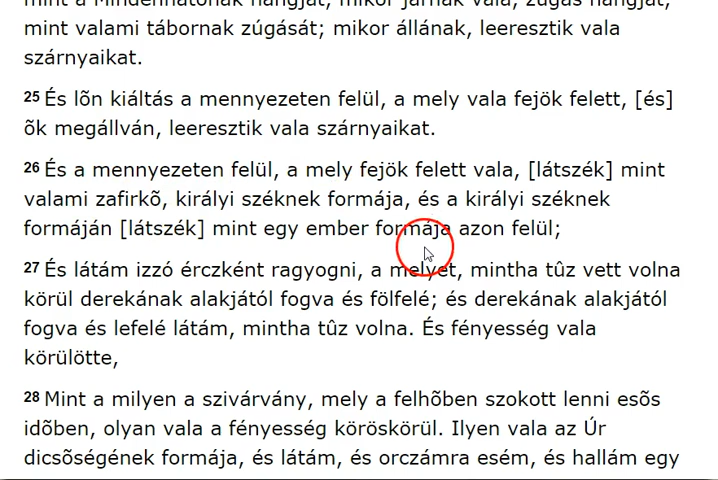 mint a Mindenhatónak hangját, mikor járnak vala, zúgás hangját,
mint valami tábornak zúgását; mikor állának, leeresztik vala
szárnyaikat.
25 És lõn kiáltás a mennyezeten felül, a mely vala fejök felett, [és]
õk megállván, leeresztik vala szárnyaikat.
26 És a mennyezeten felül, a mely fejök felett vala, [látszék] mint
valami zafirkõ, királyi széknek formája, és a királyi széknek
formáján [látszék] mint egy ember formája azon felül;
27 És látám izzó érczként ragyogni, a melyet, mintha tûz vett volna
körül derekának alakjától fogva és fölfelé; és derekának alakjától
fogva és lefelé látám, mintha tûz volna. És fényesség vala
körülötte,
28 Mint a milyen a szivárvány, mely a felhõben szokott lenni esõs
idõben, olyan vala a fényesség köröskörül. Ilyen vala az Úr
dicsõségének formája, és látám, és orczámra esém, és hallám egy